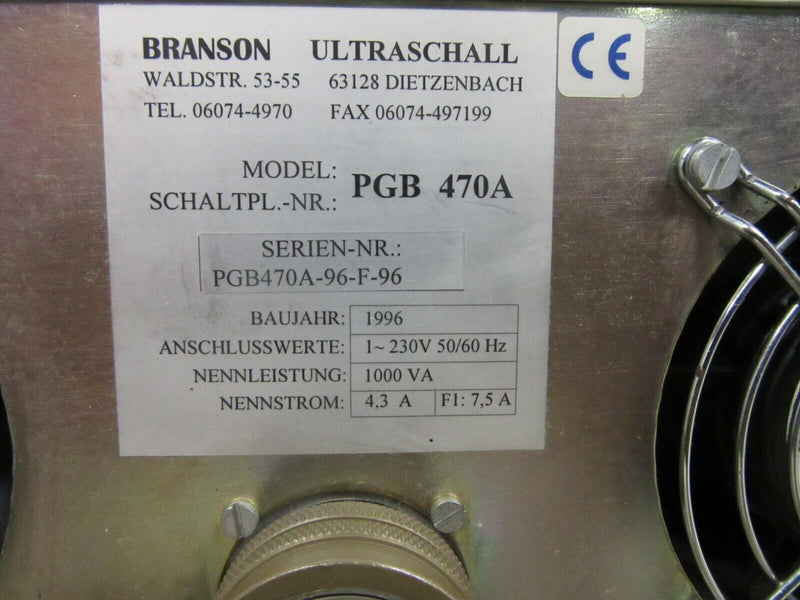 BRANSON ULTRASCHALL
WALDSTR. 53-55 63128 DIETZENBACH
TEL. 06074-4970 FAX 06074-497199
CE
MODEL:
SCHALTPL.-NR.: PGB 470A
SERIEN-NR.:
PGB470A-96-F-96
BAUJAHR: 1996
ANSCHLUSSWERTE: 1~ 230V 50/60 Hz
NENNLEISTUNG: 1000 VA
NENNSTROM: 4,3 A F1: 7,5 A